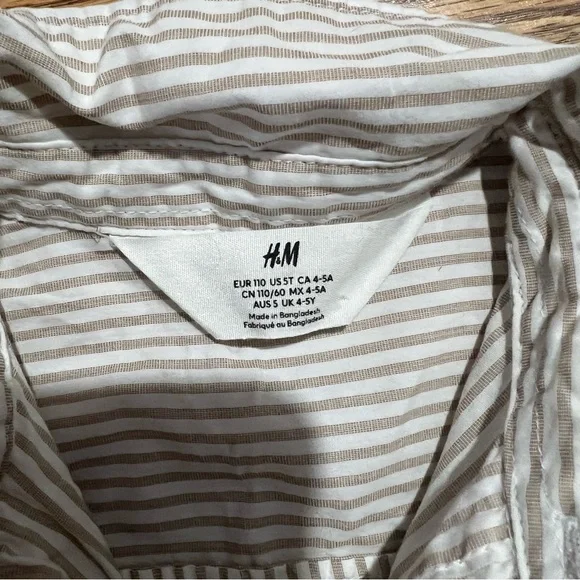 H&M
EUR 110 US 5T CA 4-5A
CN 110/60 MX 4-5A
AUS 5 UK 4-5Y
Made in Bangladesh
Fabriqué au Bangladesh